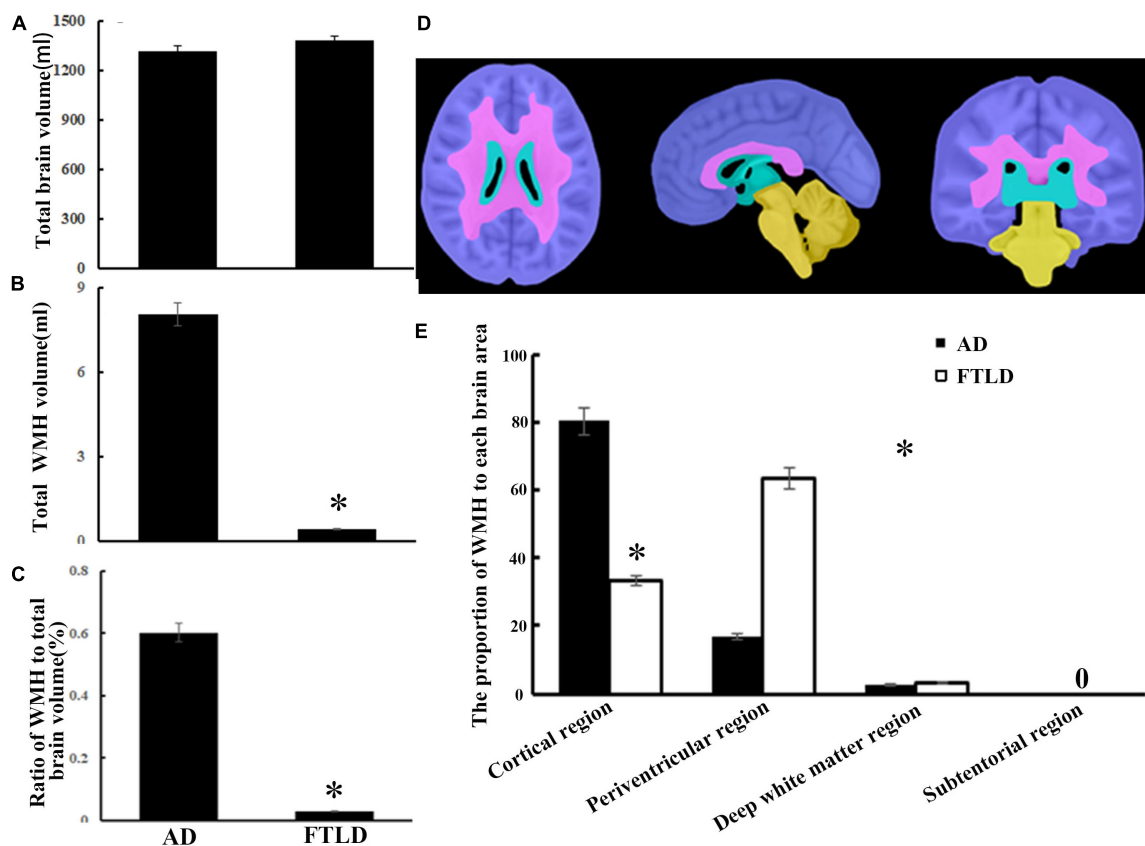 A
Total brain volume(ml)
1500
1200
900
600
300
0
B
Total WMH volume(ml)
9
6
3
0
*
C
Ratio of WMH to total
brain volume(%)
0.8
0.6
0.4
0.2
0
*
AD FTLD
D
E
The proportion of WMH to each brain area
100
80
60
40
20
0
AD
FTLD
*
*
0
Cortical region
Periventricular region
Deep white matter region
Subtentorial region